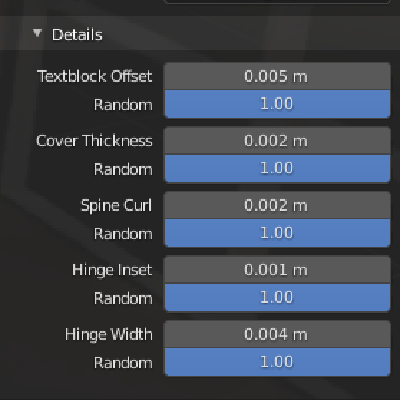 Details
Textblock Offset 0.005 m
Random 1.00
Cover Thickness 0.002 m
Random 1.00
Spine Curl 0.002 m
Random 1.00
Hinge Inset 0.001 m
Random 1.00
Hinge Width 0.004 m
Random 1.00